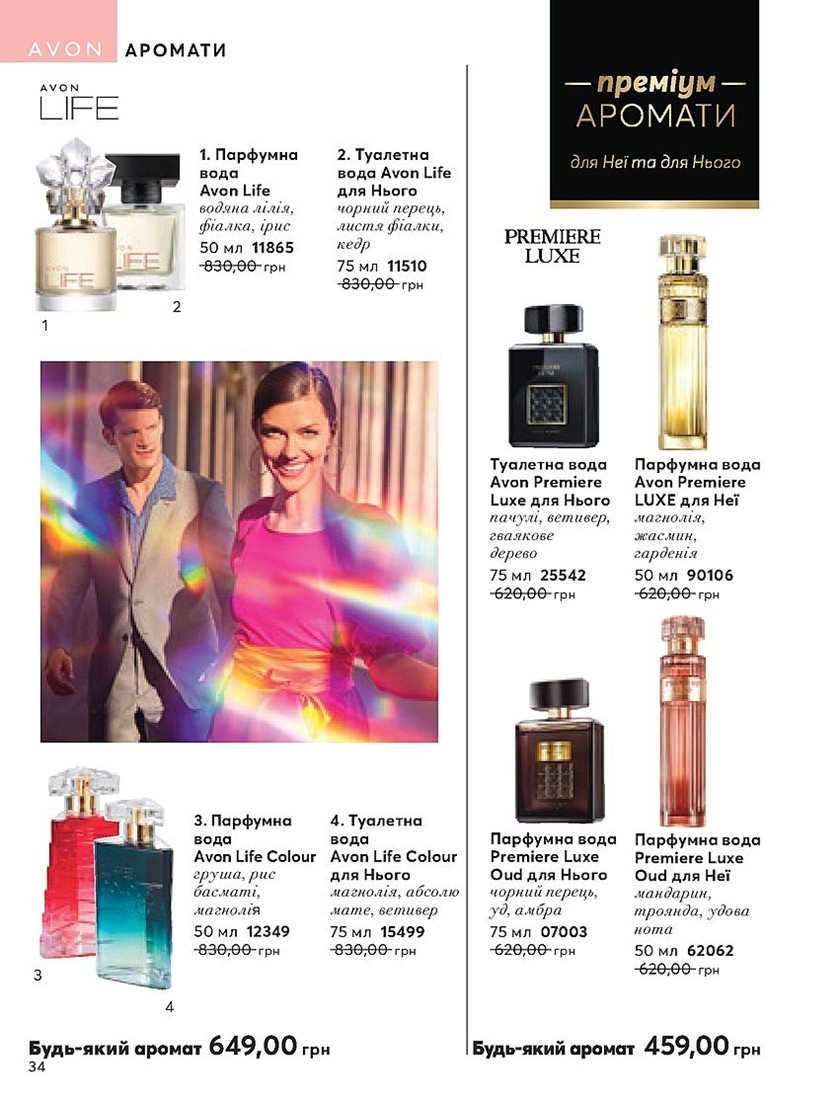 AVON АРОМАТИ
AVON
LIFE
1. Парфумна
вода
Avon Life
водяна лілія,
фіалка, ірис
50 мл 11865
830,00 грн
2. Туалетна
вода Avon Life
для Нього
чорний перець,
листя фіалки,
кедр
75 мл 11510
830,00 грн
AVON
LIFE
LIFE
1
2
3. Парфумна
вода
Avon Life Colour
груша, рис
басматі,
магнолія
50 мл 12349
830,00 грн
4. Туалетна
вода
Avon Life Colour
для Нього
магнолія, абсолю
мате, ветивер
75 мл 15499
830,00 грн
3
4
Будь-який аромат 649,00 грн
34
преміум
АРОМАТИ
для Неї та для Нього
PREMIERE
LUXE
PREMIERE
LUXE
Туалетна вода
Avon Premiere
Luxe для Нього
пачулі, ветивер,
гваякове
дерево
75 мл 25542
620,00 грн
Парфумна вода
Avon Premiere
LUXE для Неї
магнолія,
жасмин,
гарденія
50 мл 90106
620,00 грн
Парфумна вода
Premiere Luxe
Oud для Нього
чорний перець,
уд, амбра
75 мл 07003
620,00 грн
Парфумна вода
Premiere Luxe
Oud для Неї
мандарин,
троянда, удова
нота
50 мл 62062
620,00 грн
Будь-який аромат 459,00 грн